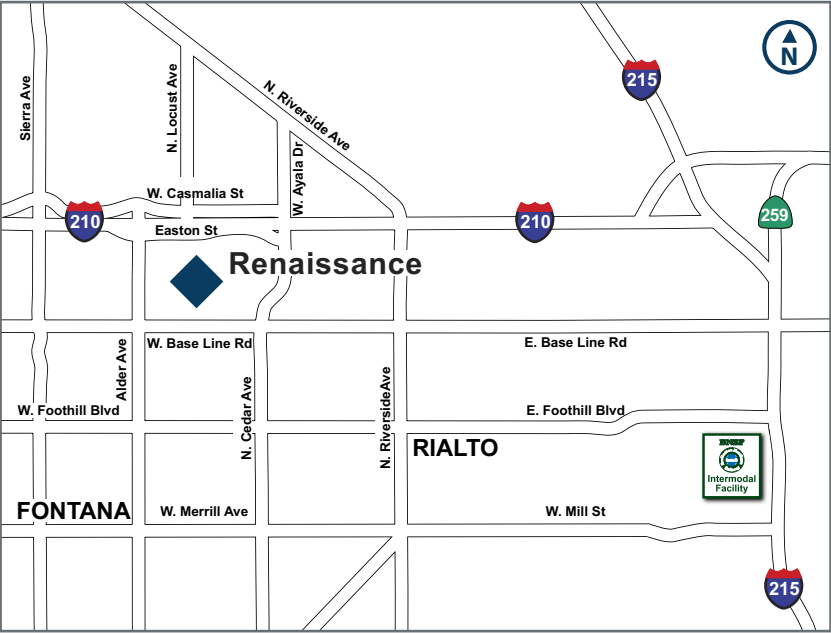 N
215
Sierra Ave
N. Locust Ave
N. Riverside Ave
W. Ayala Dr
W. Casmalia St
210
Easton St
210
259
Renaissance
Alder Ave
W. Base Line Rd
E. Base Line Rd
N. Cedar Ave
N. RiversideAve
W. Foothill Blvd
E. Foothill Blvd
RIALTO
BNSF
Intermodal
Facility
FONTANA
W. Merrill Ave
W. Mill St
215